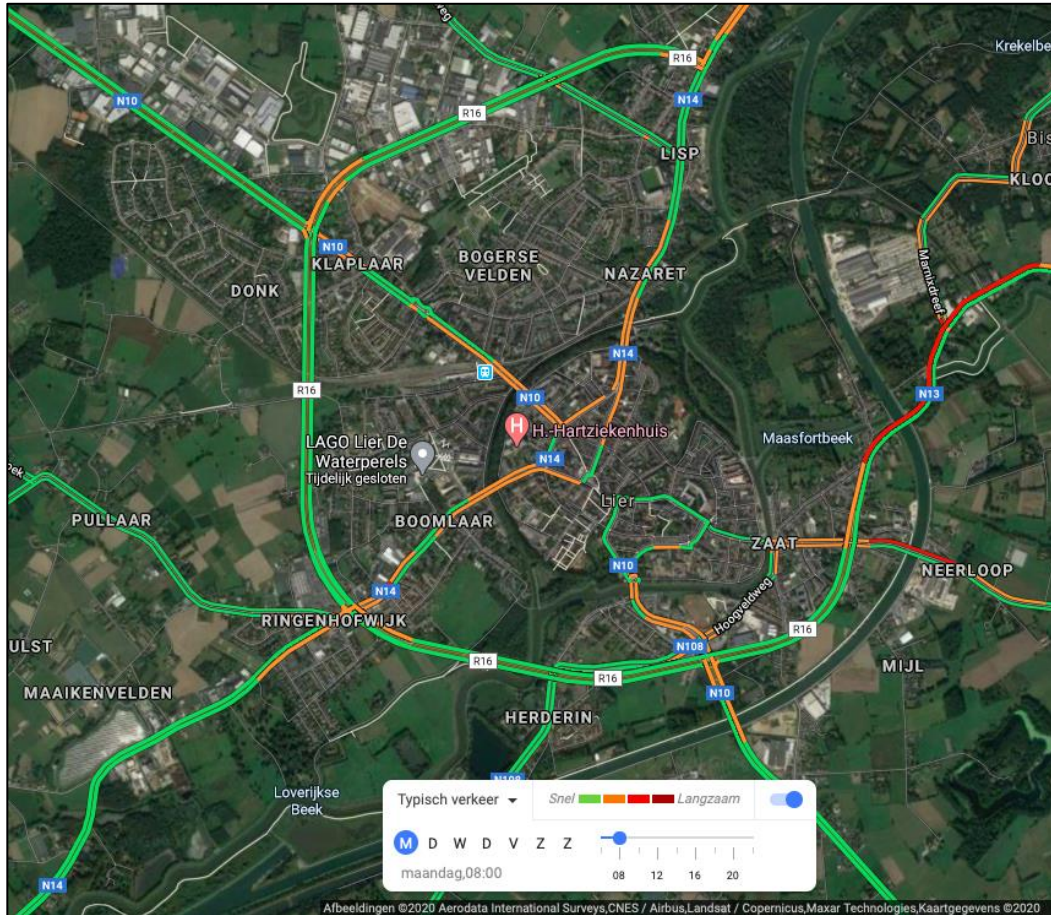 weg
Krekelbe
N10
R16
R16
N14
LISP
Bis
KLOO
N10
KLAPLAAR
BOGERSE
VELDEN
NAZARET
DONK
Marnixdreef
R16
N14
N10
N13
H.-Hartziekenhuis
Maasfortbeek
LAGO Lier De
Waterperels
Tijdelijk gesloten
N14
ek
PULLAAR
BOOMLAAR
Lier
ZAAT
N10
NEERLOOP
N14
RINGENHOFWIJK
Hoogveldweg
R16
ULST
N108
R16
R16
MIJL
MAAIKENVELDEN
N10
HERDERIN
N108
Loverijkse
Beek
Typisch verkeer
Snel
Langzaam
M D W D V Z Z
08 12 16 20
maandag,08:00
N14
Afbeeldingen ©2020 Aerodata International Surveys,CNES / Airbus,Landsat / Copernicus,Maxar Technologies,Kaartgegevens ©2020